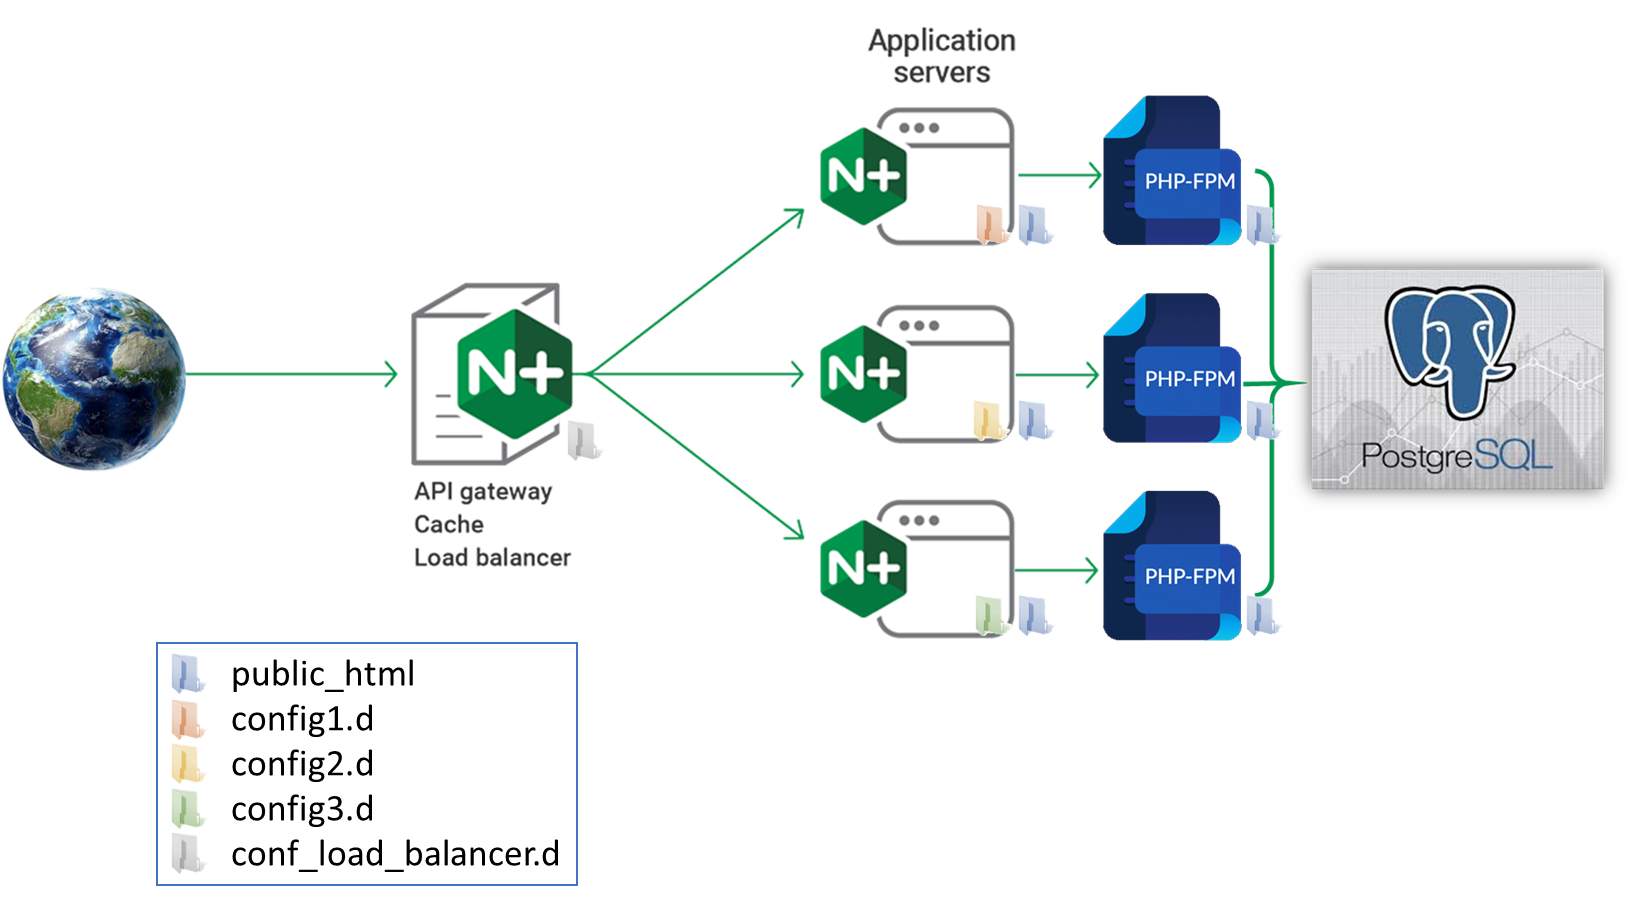 Application
servers
N+
PHP-FPM
N+
API gateway
Cache
Load balancer
N+
PHP-FPM
PostgreSQL
N+
PHP-FPM
public_html
config1.d
config2.d
config3.d
conf_load_balancer.d